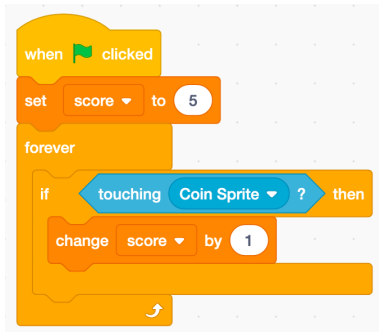 when clicked
set score to 5
forever
if touching Coin Sprite ? then
change score by 1